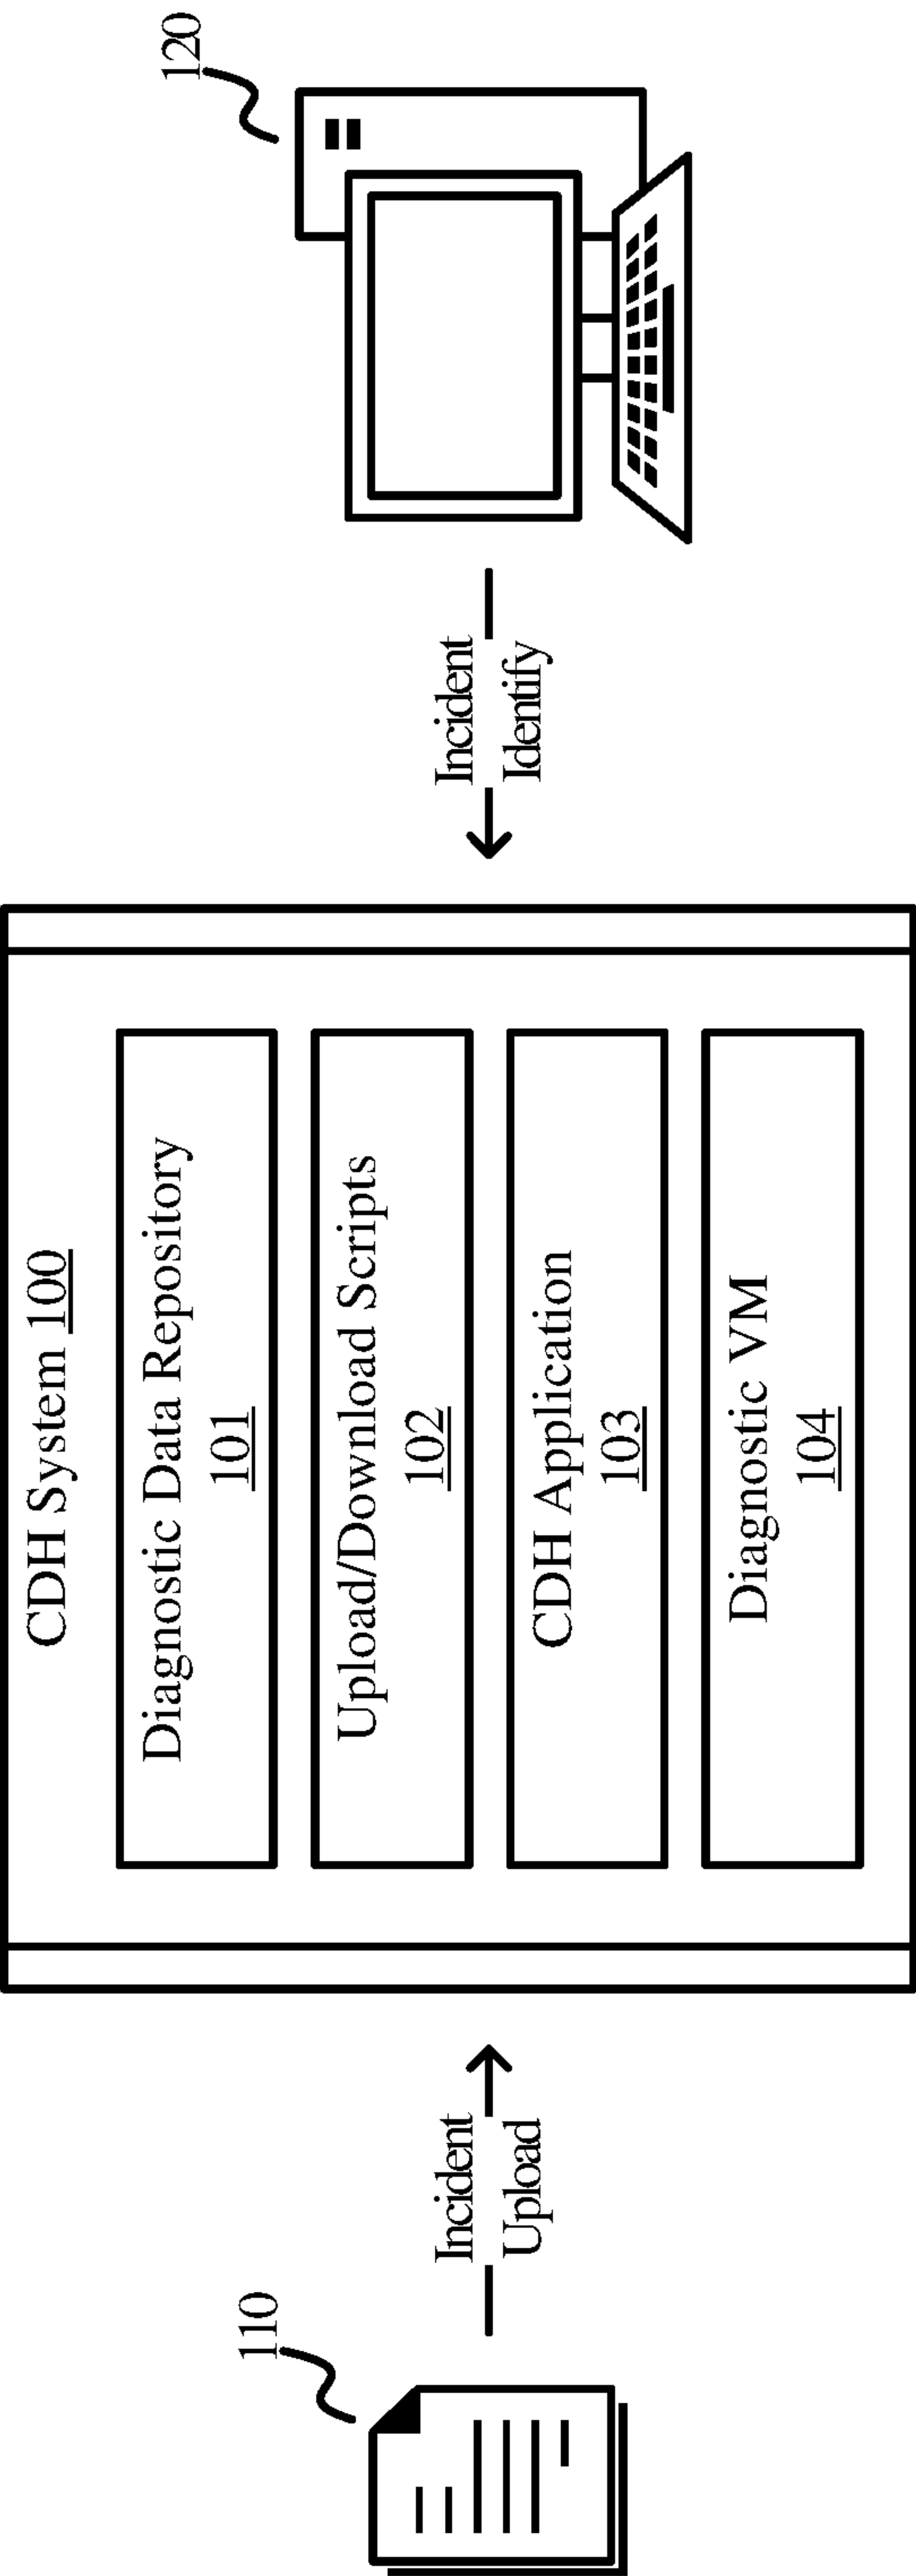 110
Incident
Upload
CDH System 100
Diagnostic Data Repository
101
Upload/Download Scripts
102
CDH Application
103
Diagnostic VM
104
Incident
Identify
120